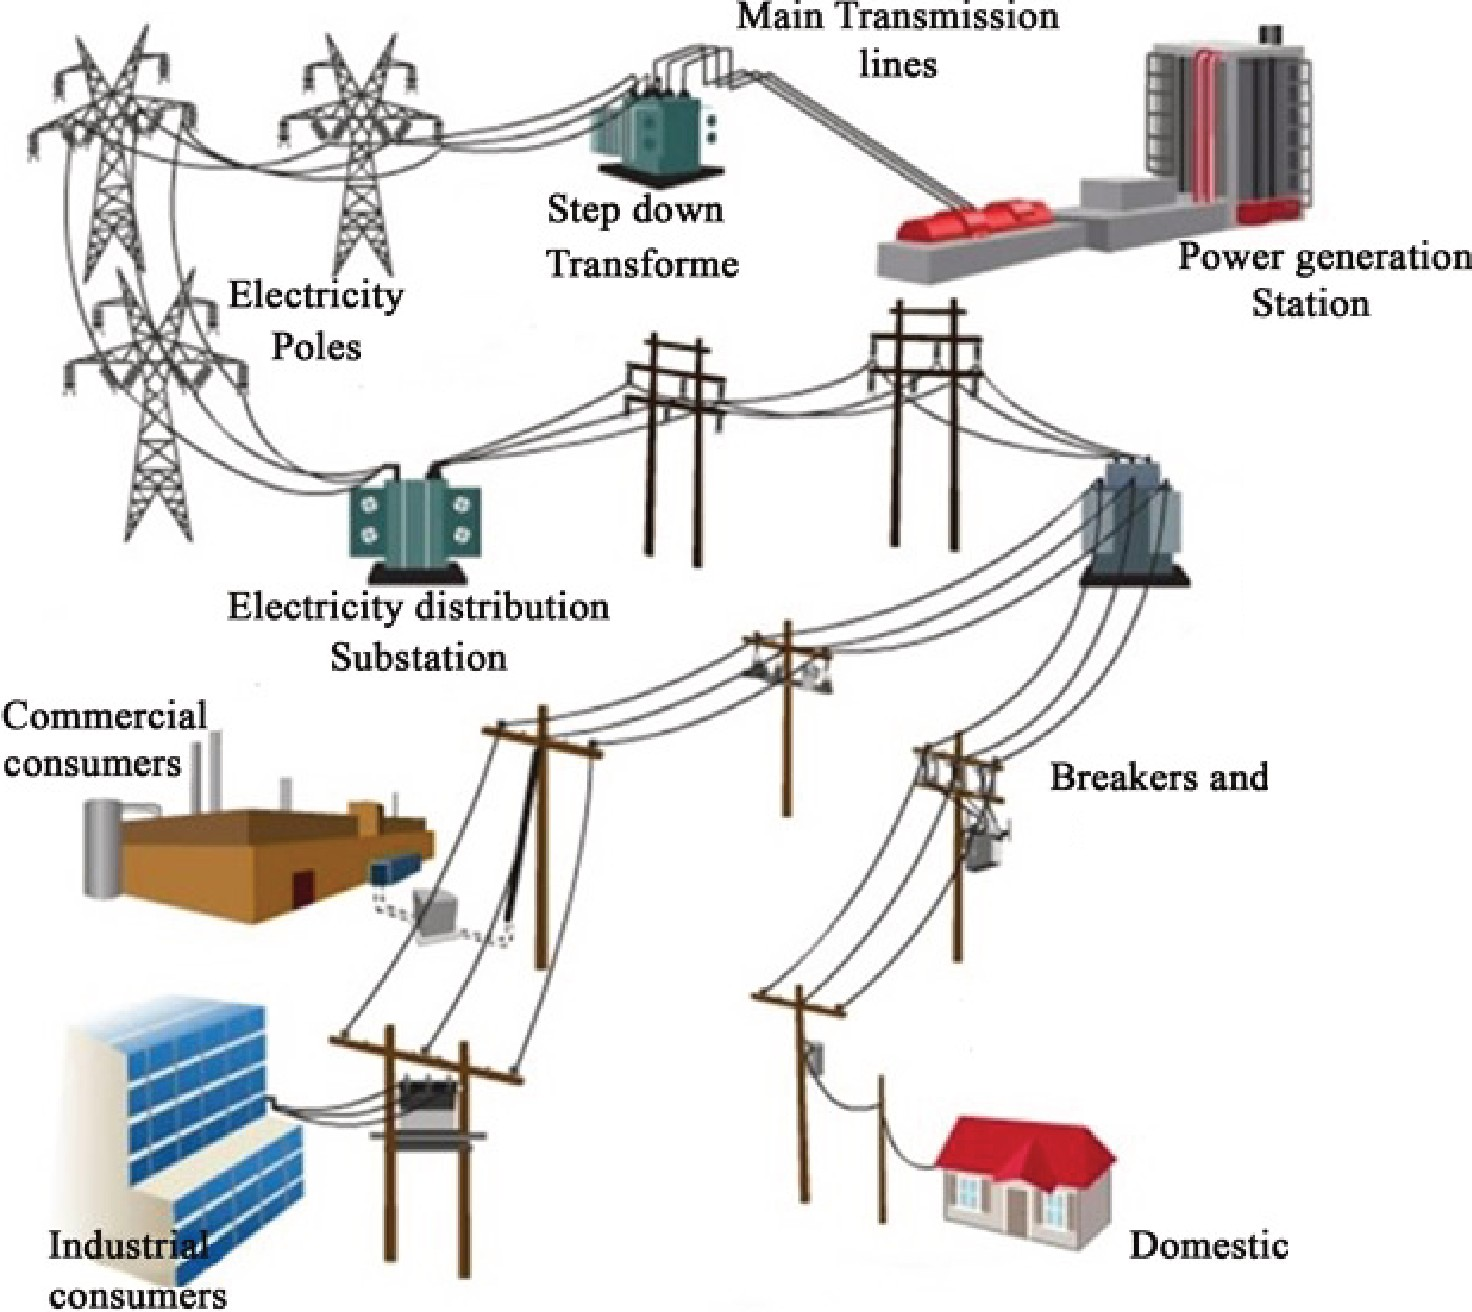 Main Transmission
lines
Step down
Transforme
Power generation
Station
Electricity
Poles
Electricity distribution
Substation
Commercial
consumers
Breakers and
Industrial
consumers
Domestic